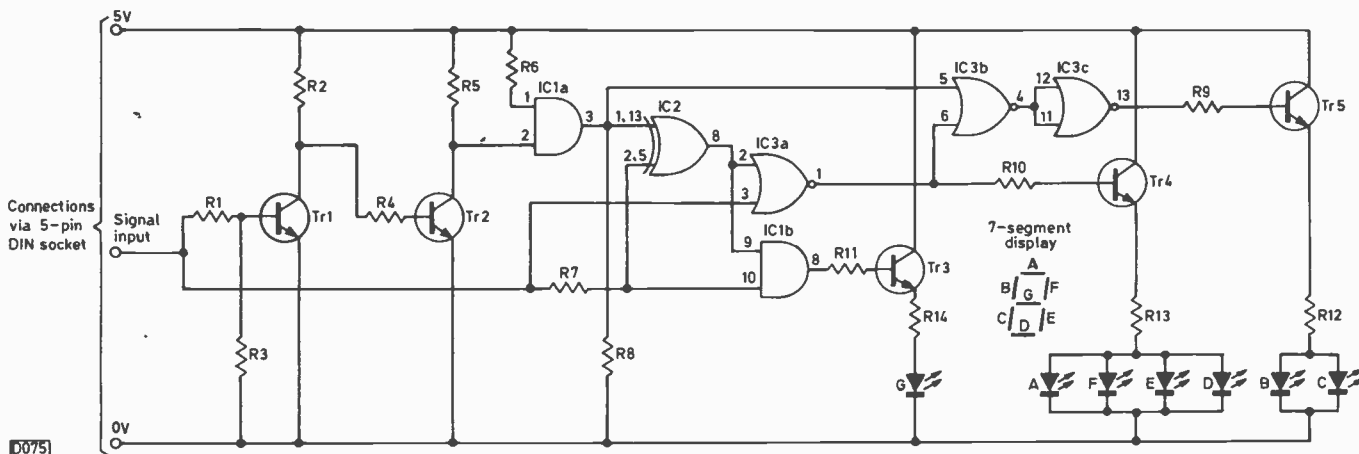 5V
R2
R5
R6
IC1a
1
2
3
1,13
IC2
2,5
8
IC3a
2
3
1
5
6
IC3b
4
12
11
IC3c
13
R9
Tr5
R10
Tr4
Connections
via 5-pin
DIN socket
Signal
input
R1
Tr1
R4
Tr2
R7
9
10
IC1b
8
R11
Tr3
7-segment
display
A
B
F
G
C
E
D
R3
R8
R14
R13
R12
G
A
F
E
D
B
C
0V
D075